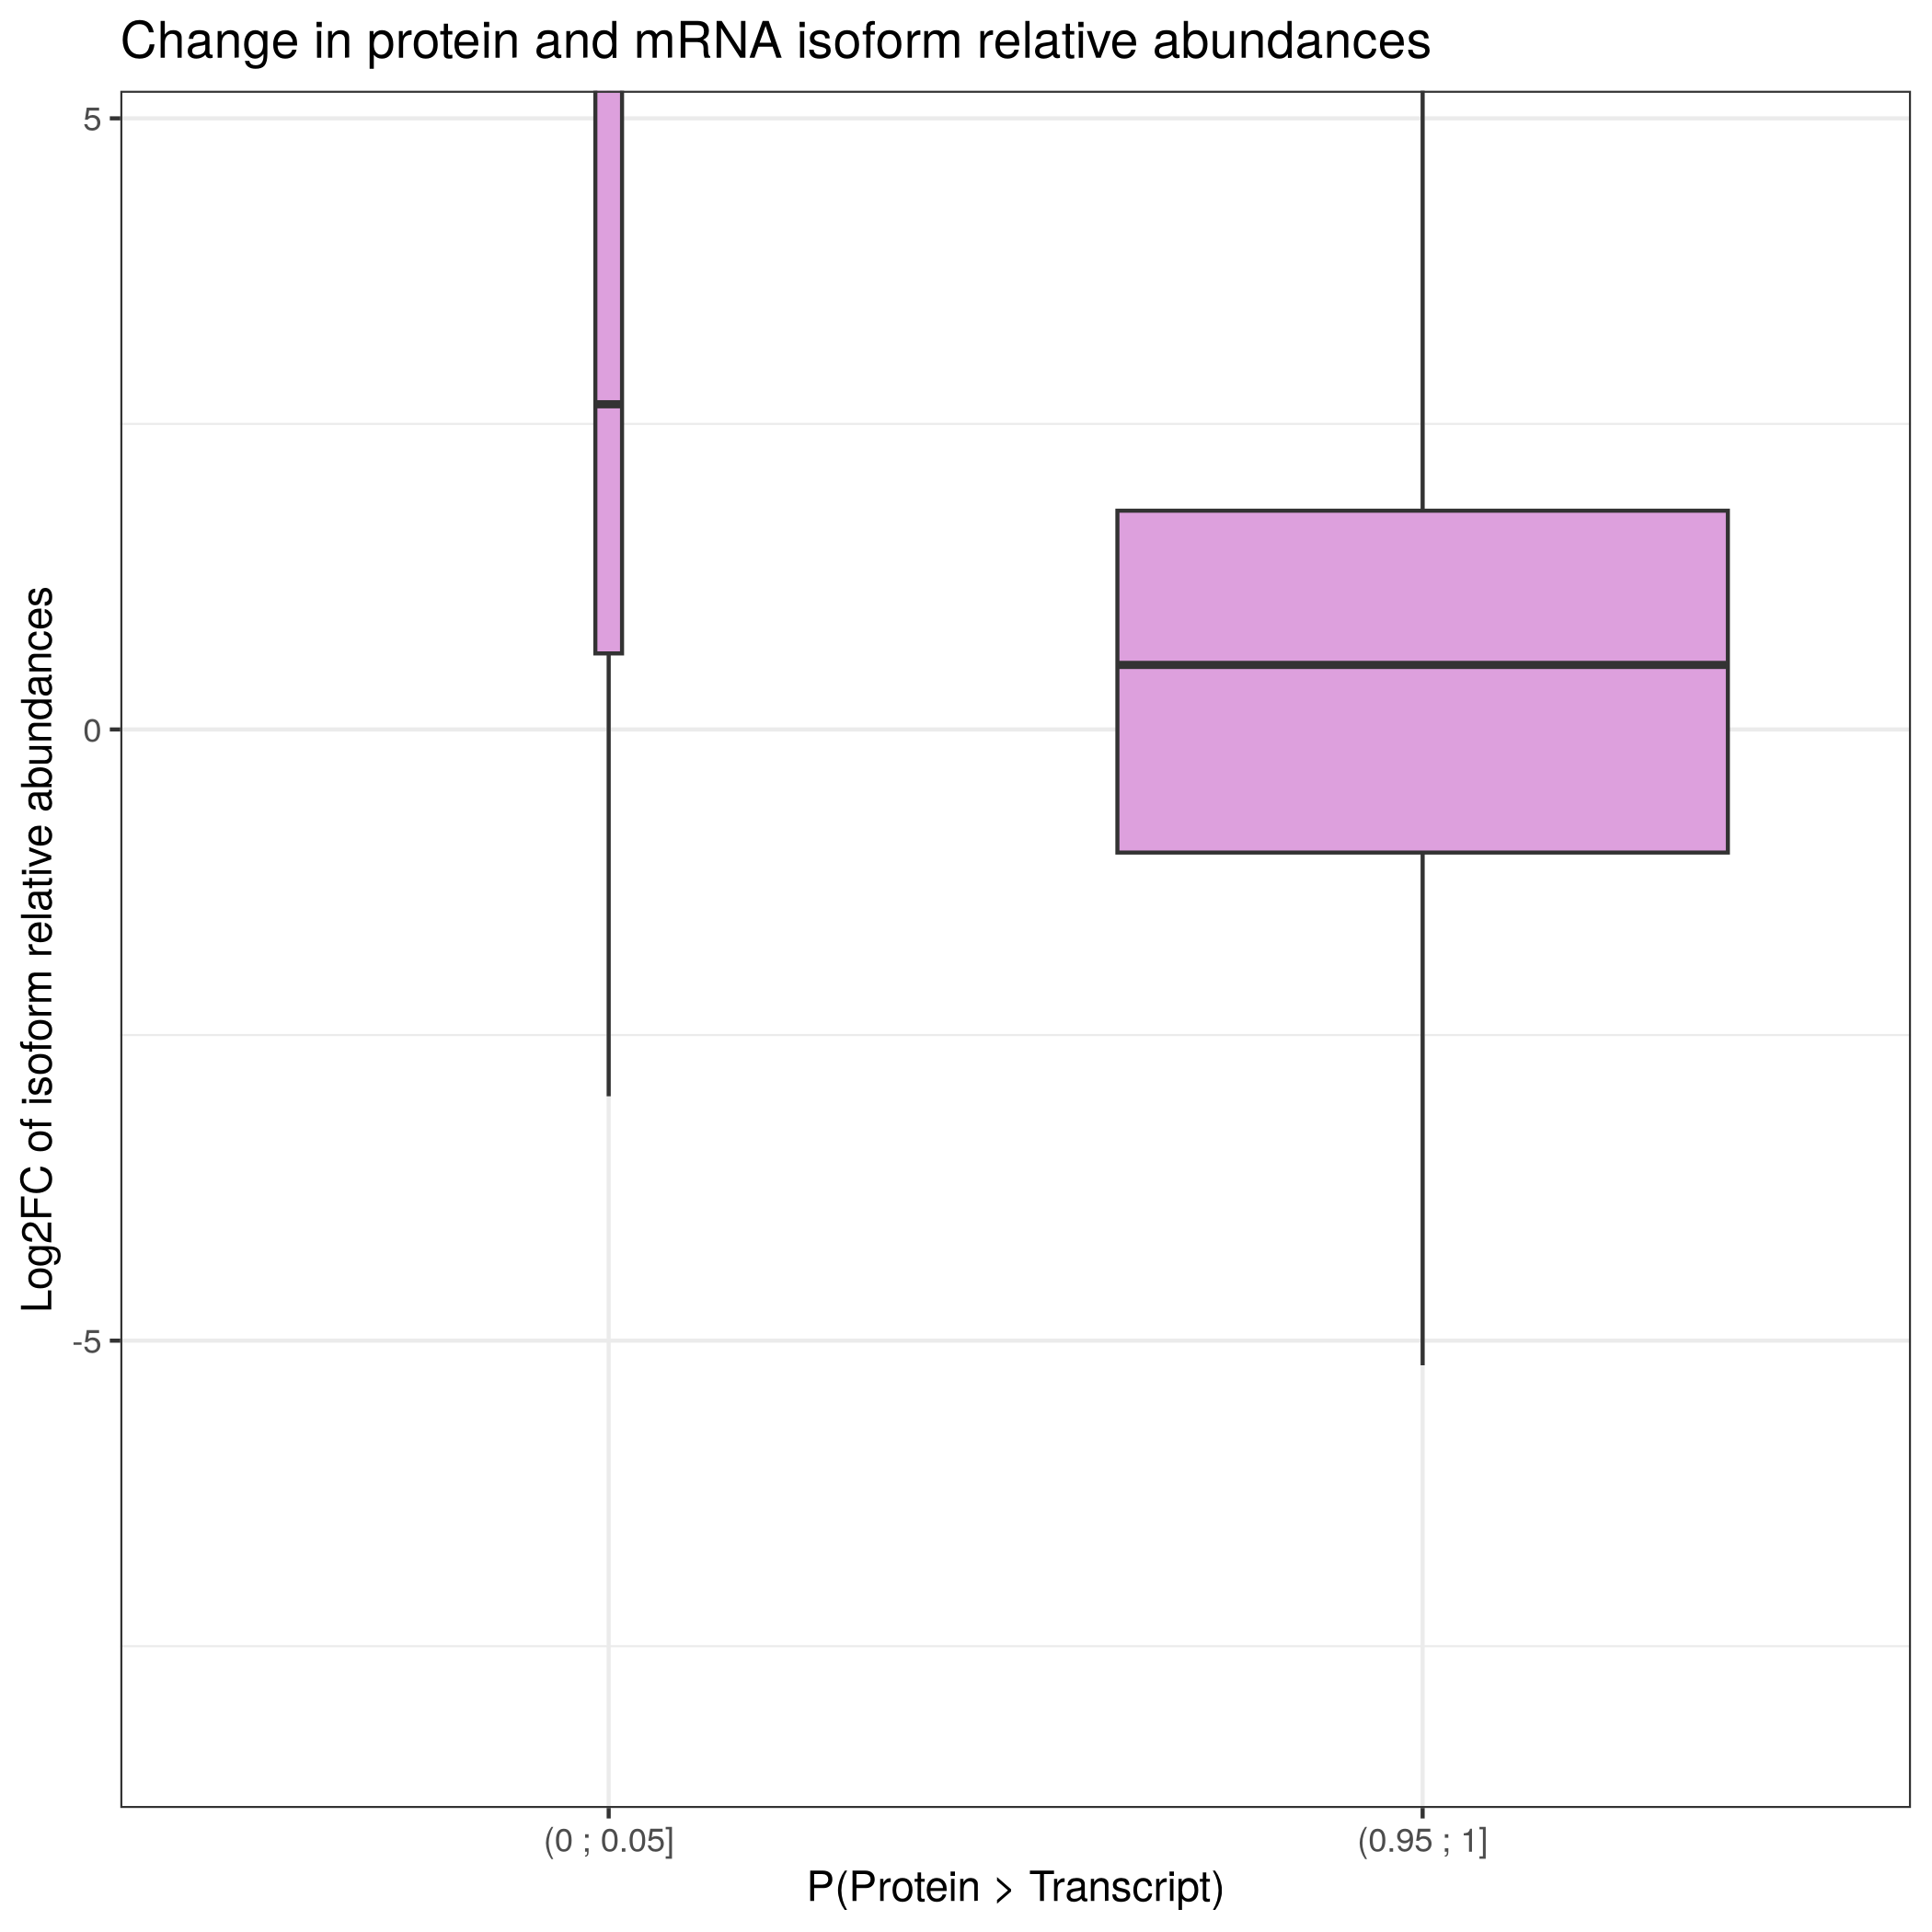 Change in protein and mRNA isoform relative abundances
Log2FC of isoform relative abundances
5
0
-5
(0 ; 0.05]
(0.95 ; 1]
P(Protein > Transcript)